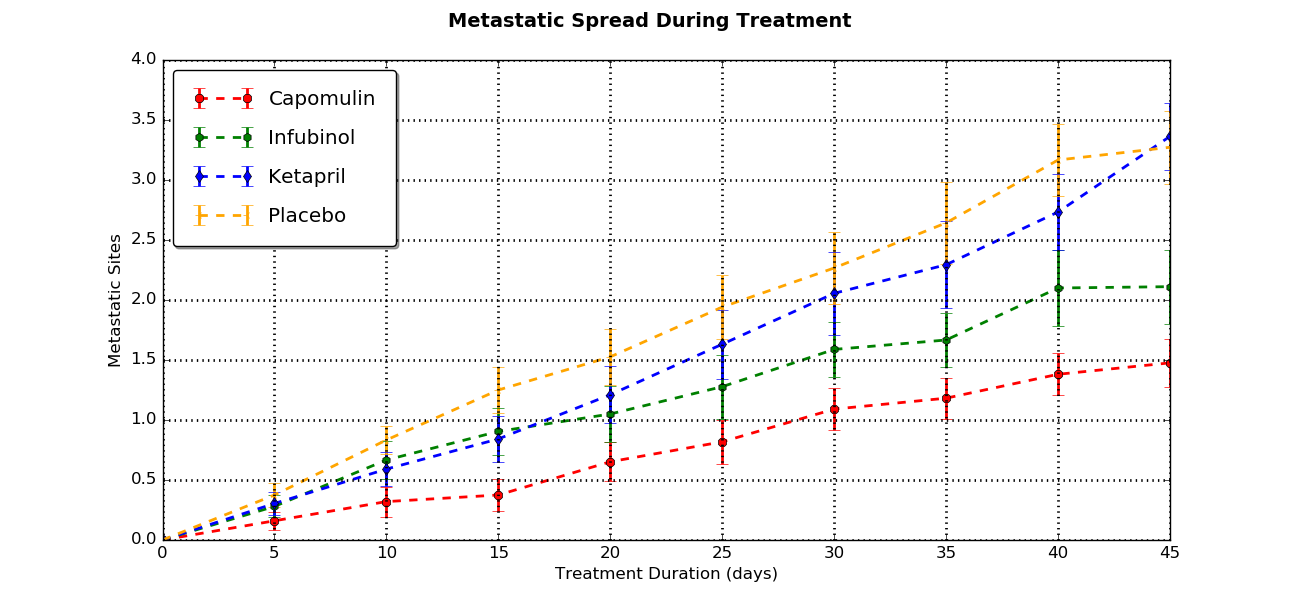 Metastatic Spread During Treatment
4.0
3.5
3.0
2.5
2.0
1.5
1.0
0.5
0.0
Metastatic Sites
Capomulin
Infubinol
Ketapril
Placebo
0 5 10 15 20 25 30 35 40 45
Treatment Duration (days)